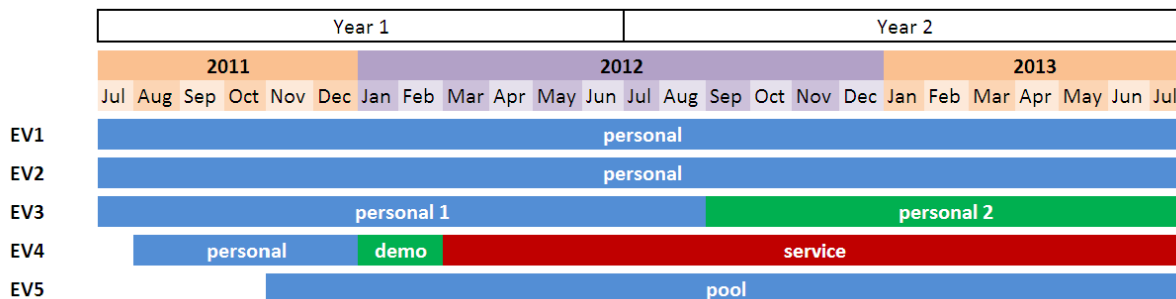 Year 1 Year 2
2011 2012 2013
Jul Aug Sep Oct Nov Dec Jan Feb Mar Apr May Jun Jul Aug Sep Oct Nov Dec Jan Feb Mar Apr May Jun Jul
EV1 personal
EV2 personal
EV3 personal 1 personal 2
EV4 personal demo service
EV5 pool